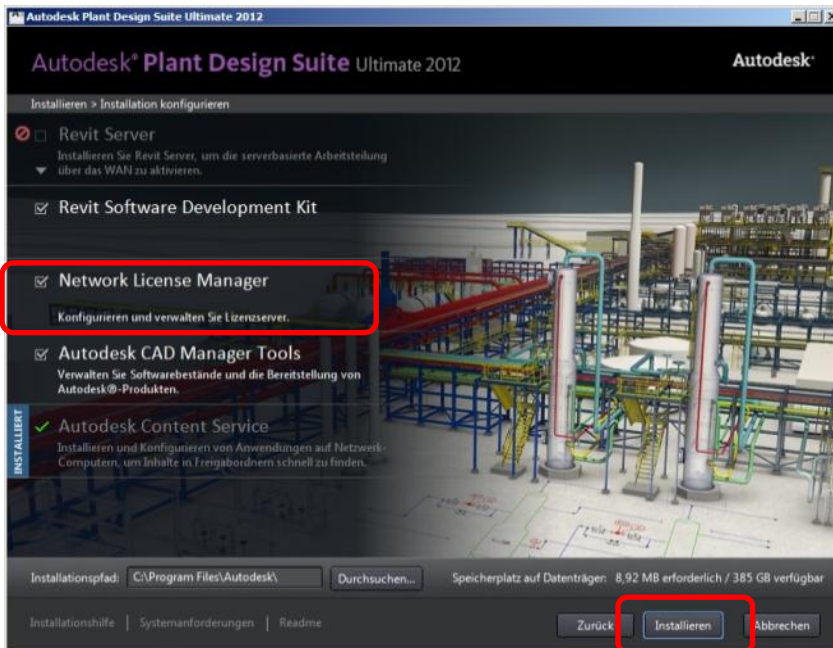 Autodesk Plant Design Suite Ultimate 2012
Autodesk® Plant Design Suite Ultimate 2012
Autodesk®
Installieren > Installation konfigurieren
Revit Server
Installieren Sie Revit Server, um die serverbasierte Arbeitsteilung
über das WAN zu aktivieren.
Revit Software Development Kit
Network License Manager
Konfigurieren und verwalten Sie Lizenzserver.
Autodesk CAD Manager Tools
Verwalten Sie Softwarebestände und die Bereitstellung von
Autodesk®-Produkten.
INSTALLIERT
Autodesk Content Service
Installieren und Konfigurieren von Anwendungen auf Netzwerk-
Computern, um Inhalte in Freigabordnern schnell zu finden.
Installationspfad: C:\Program Files\Autodesk\ Durchsuchen... Speicherplatz auf Datenträger: 8,92 MB erforderlich / 385 GB verfügbar
Installationshilfe | Systemanforderungen | Readme Zurück Installieren Abbrechen